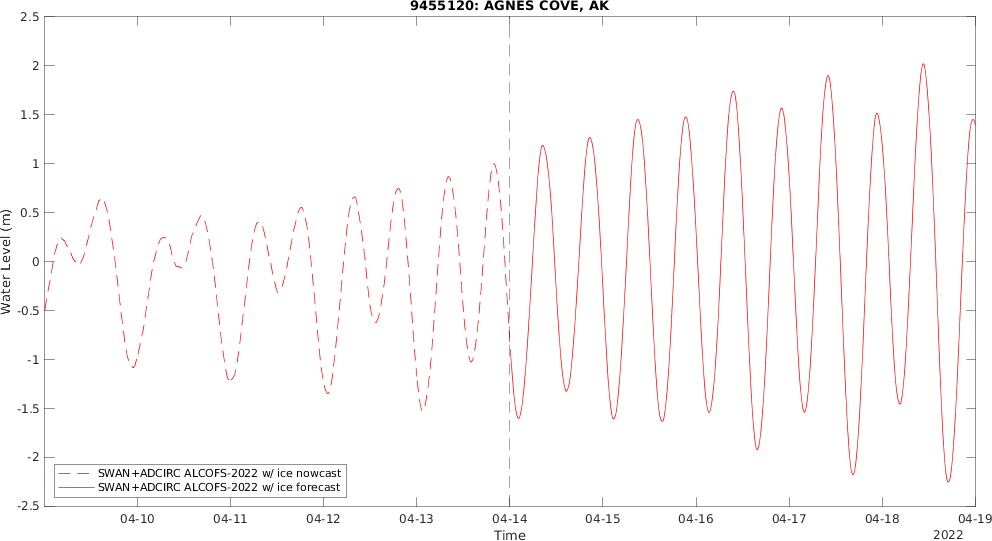 9455120: AGNES COVE, AK
2.5
2
1.5
1
0.5
0
-0.5
-1
-1.5
-2
-2.5
Water Level (m)
SWAN+ADCIRC ALCOFS-2022 w/ ice nowcast
SWAN+ADCIRC ALCOFS-2022 w/ ice forecast
04-10 04-11 04-12 04-13 04-14 04-15 04-16 04-17 04-18 04-19
Time
2022